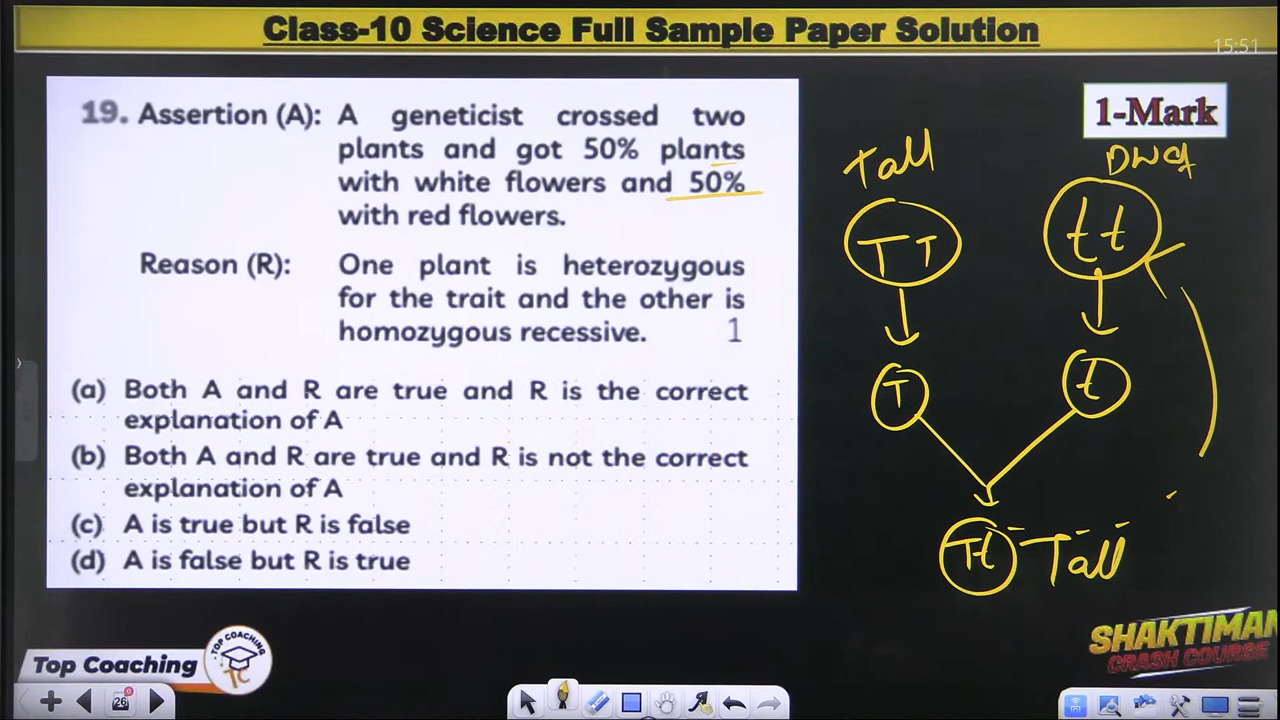 Class-10 Science Full Sample Paper Solution
15:51
19. Assertion (A): A geneticist crossed two
plants and got 50% plants
with white flowers and 50%
with red flowers.
Reason (R): One plant is heterozygous
for the trait and the other is
homozygous recessive. 1
(a) Both A and R are true and R is the correct
explanation of A
(b) Both A and R are true and R is not the correct
explanation of A
(c) A is true but R is false
(d) A is false but R is true
1-Mark
Tall
TT
tt
T
t
Tt Tall
SHAKTIMAN
CRASH COURSE
Top Coaching
TOP COACHING
TC
26